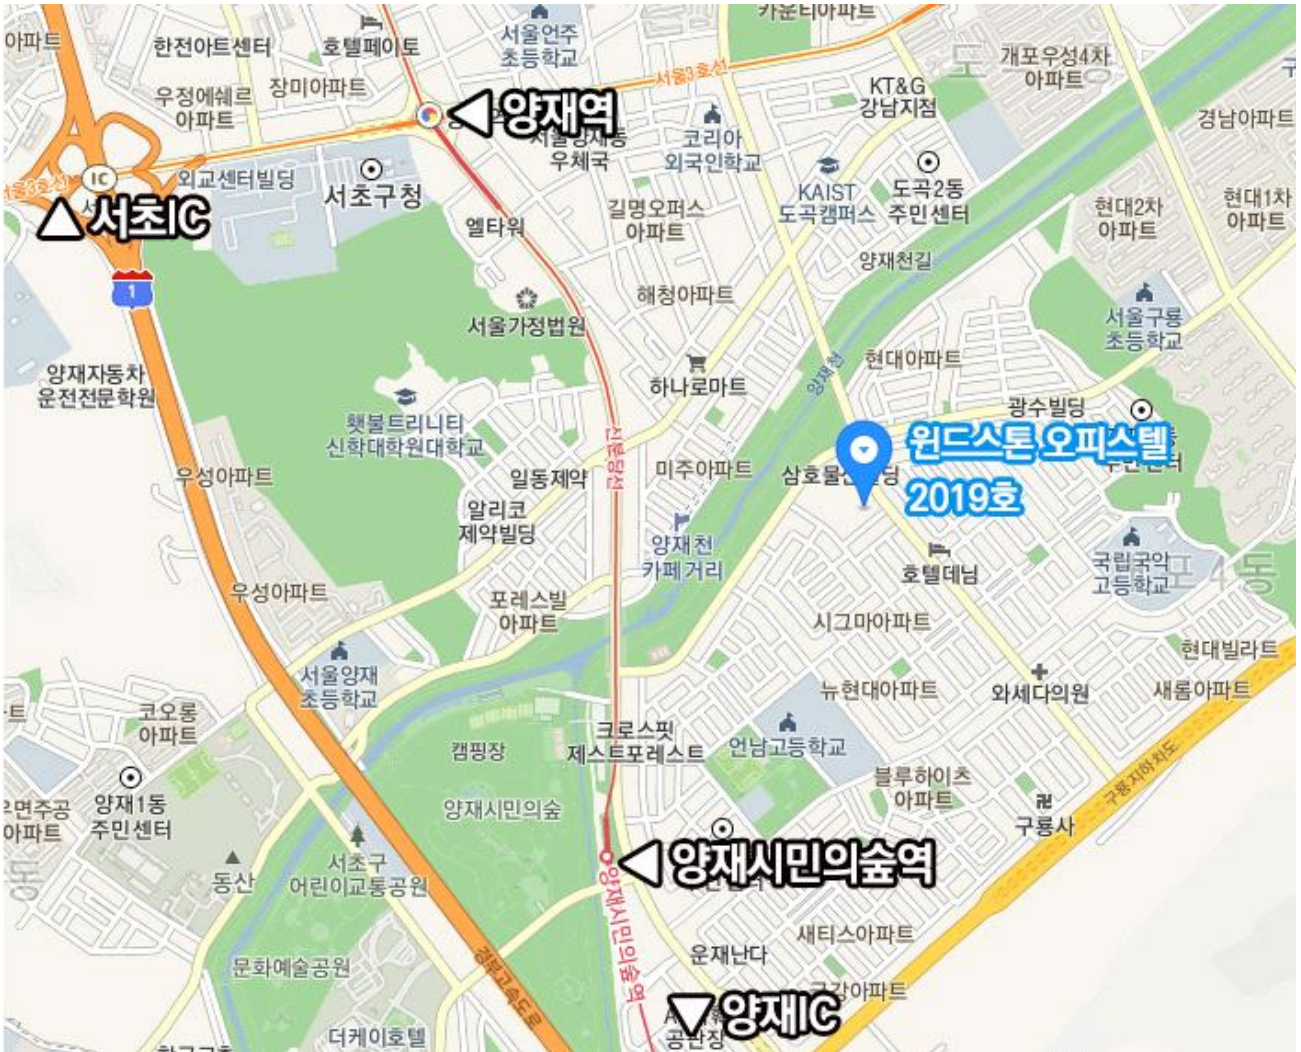 카운티아파트
아파트
한전아트센터
호텔페이토
서울언주
초등학교
개포우성4차
아파트
장미아파트
서울3호선
우정에쉐르
아파트
KT&G
강남지점
◀ 양재역
우체국
코리아
외국인학교
경남아파트
IC
외교센터빌딩
서초구청
KAIST
도곡캠퍼스
도곡2동
주민센터
▲ 서초IC
엘타워
길명오퍼스
아파트
현대2차
아파트
현대1차
아파트
양재천길
1
해청아파트
서울가정법원
서울구룡
초등학교
양재자동차
운전전문학원
하나로마트
양재천
현대아파트
광수빌딩
횃불트리니티
신학대학원대학교
신분당선
윈드스톤 오피스텔
2019호
우성아파트
일동제약
미주아파트
알리코
제약빌딩
양재천
카페거리
호텔데님
국립국악
고등학교
포4동
우성아파트
포레스빌
아파트
시그마아파트
서울양재
초등학교
현대빌라트
뉴현대아파트
와세다의원
새롬아파트
코오롱
아파트
캠핑장
크로스핏
제스트포레스트
언남고등학교
블루하이츠
아파트
구룡지하차도
양재1동
주민센터
양재시민의숲
구룡사
우면주공
아파트
동산
서초구
어린이교통공원
◀ 양재시민의숲역
양재시민의숲역
새티스아파트
문화예술공원
경부고속도로
운재난다
더케이호텔
▼ 양재IC
공판장